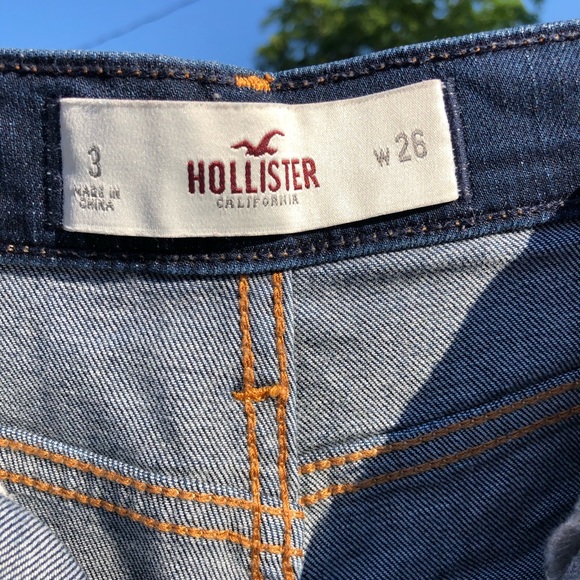 3
MADE IN
CHINA
HOLLISTER
CALIFORNIA
W 26